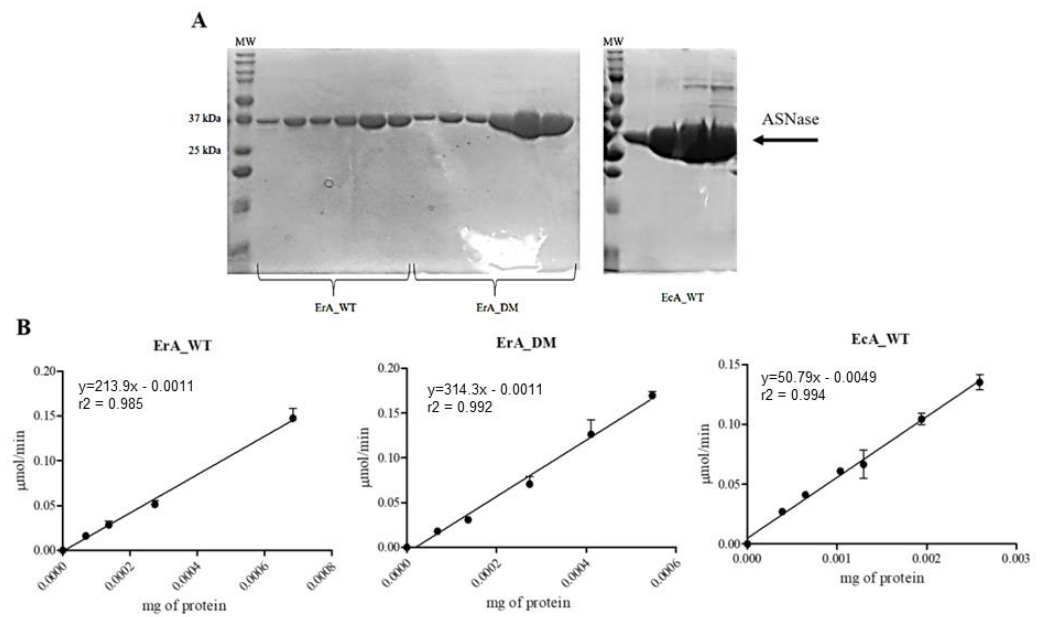 A
MW
MW
37 kDa
25 kDa
ASNase
ErA_WT
ErA_DM
EcA_WT
B
ErA_WT
y=213.9x - 0.0011
r2 = 0.985
µmol/min
0.20
0.15
0.10
0.05
0.00
0.0000
0.0002
0.0004
0.0006
0.0008
mg of protein
ErA_DM
y=314.3x - 0.0011
r2 = 0.992
µmol/min
0.20
0.15
0.10
0.05
0.00
0.0000
0.0002
0.0004
0.0006
mg of protein
EcA_WT
y=50.79x - 0.0049
r2 = 0.994
µmol/min
0.15
0.10
0.05
0.00
0.000
0.001
0.002
0.003
mg of protein